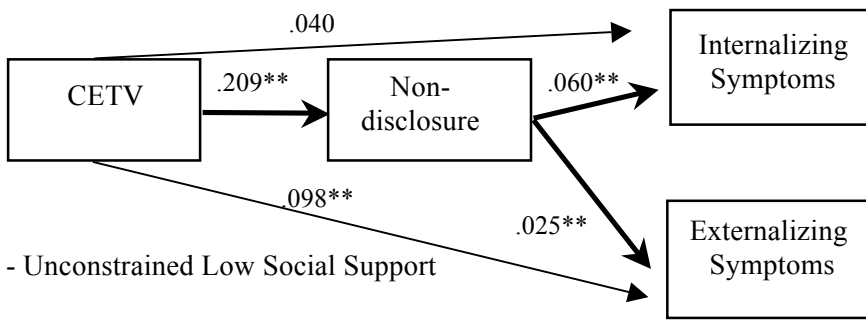 .040
Internalizing
Symptoms
CETV
.209**
Non-
disclosure
.060**
.098**
.025**
Externalizing
Symptoms
- Unconstrained Low Social Support